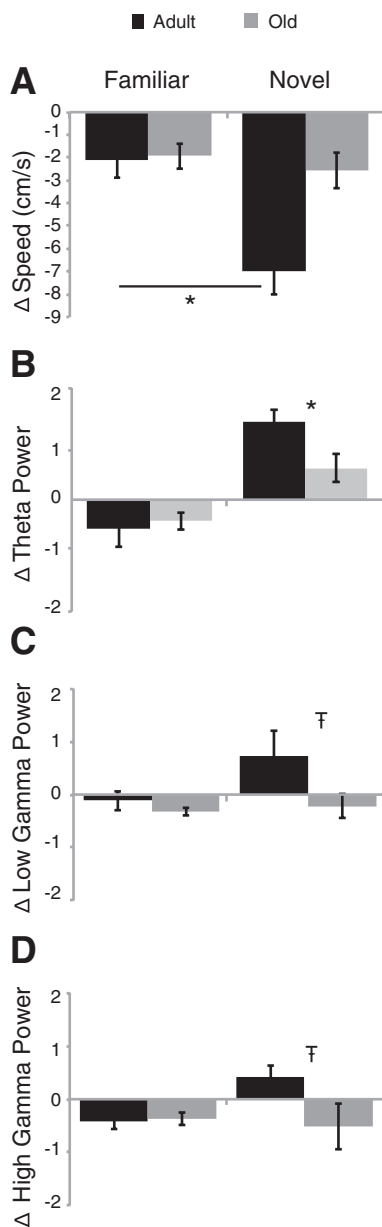 Adult Old
A Familiar Novel
Δ Speed (cm/s)
0
-1
-2
-3
-4
-5
-6
-7
-8
-9
*
B
Δ Theta Power
2
1
0
-1
-2
*
C
Δ Low Gamma Power
2
1
0
-1
-2
Ŧ
D
Δ High Gamma Power
2
1
0
-1
-2
Ŧ